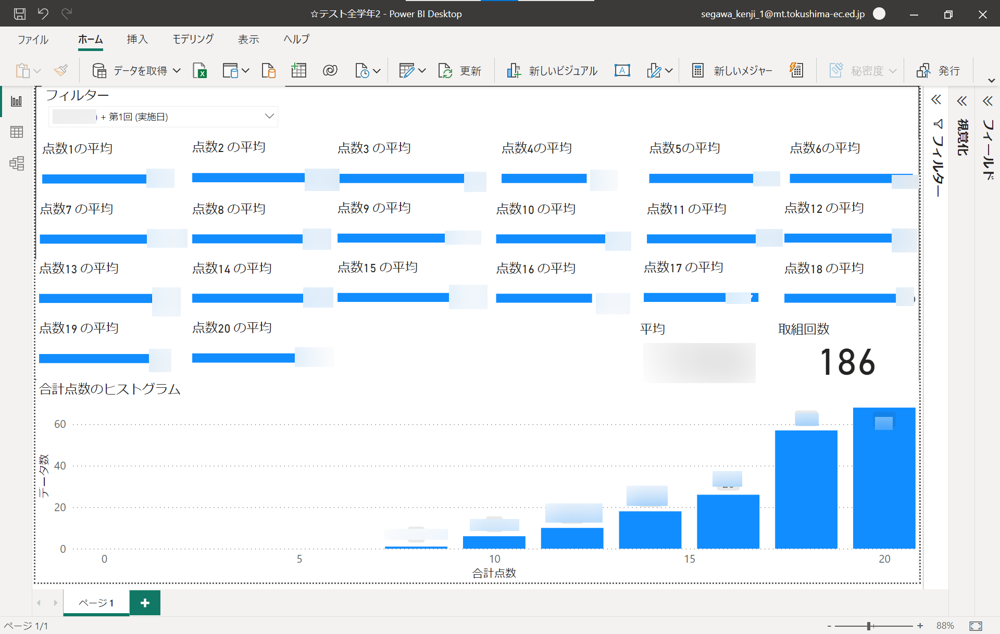 ☆テスト全学年2 - Power BI Desktop
segawa_kenji_1@mt.tokushima-ec.ed.jp
ファイル ホーム 挿入 モデリング 表示 ヘルプ
データを取得 更新 新しいビジュアル A 新しいメジャー 秘密度 発行
フィルター
+ 第1回 (実施日)
点数1の平均 点数2 の平均 点数3 の平均 点数4の平均 点数5の平均 点数6の平均
点数7 の平均 点数8 の平均 点数9 の平均 点数10 の平均 点数11 の平均 点数12 の平均
点数13 の平均 点数14 の平均 点数15 の平均 点数16 の平均 点数17 の平均 点数18 の平均
点数19 の平均 点数20 の平均 平均 取組回数
186
合計点数のヒストグラム
60
40
20
0
データ数
0 5 10 15 20
合計点数
フィルター
視覚化
フィールド
ページ 1
ページ 1/1
- + 88%